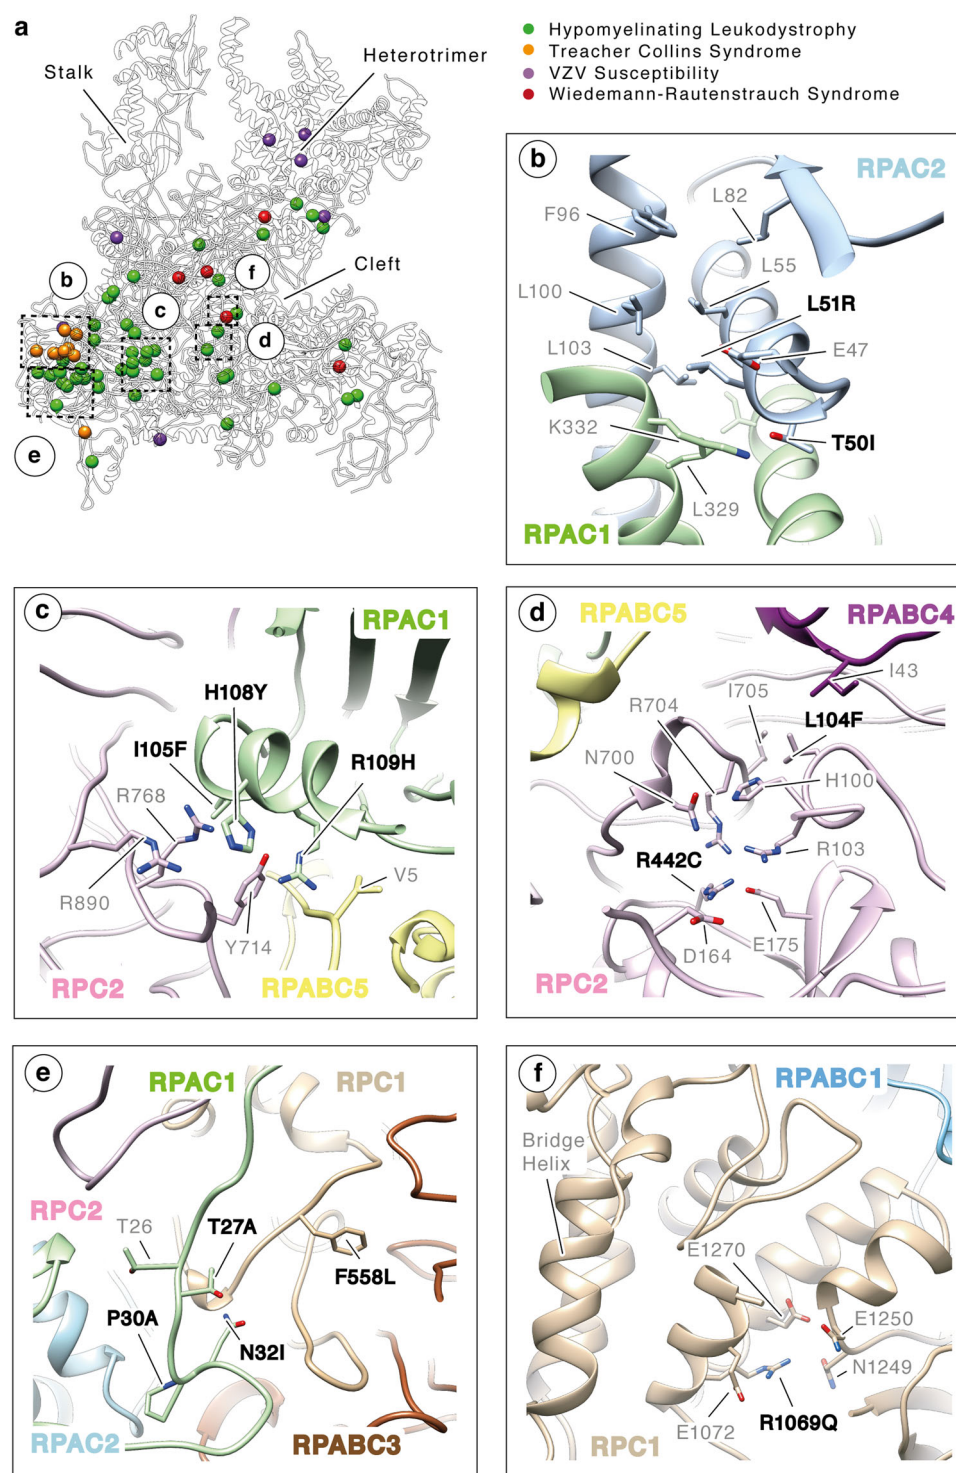 a
Stalk
Heterotrimer
Hypomyelinating Leukodystrophy
Treacher Collins Syndrome
VZV Susceptibility
Wiedemann-Rautenstrauch Syndrome
b
f
Cleft
c
d
e
b
RPAC2
L82
F96
L55
L100
L51R
L103
E47
K332
T50I
L329
RPAC1
c
RPAC1
H108Y
I105F
R109H
R768
V5
R890
Y714
RPC2
RPABC5
d
RPABC5
RPABC4
I43
I705
R704
L104F
N700
H100
R103
R442C
D164
E175
RPC2
e
RPAC1
RPC1
RPC2
T26
T27A
F558L
P30A
N32I
RPAC2
RPABC3
f
RPABC1
Bridge
Helix
E1270
E1250
N1249
E1072
R1069Q
RPC1